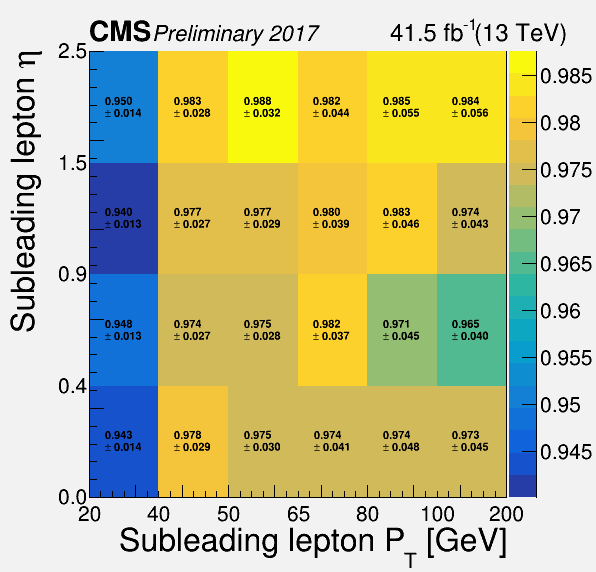 CMS Preliminary 2017 41.5 fb-1(13 TeV)
Subleading lepton η
2.5
0.950 0.983 0.988 0.982 0.985 0.984
± 0.014 ± 0.028 ± 0.032 ± 0.044 ± 0.055 ± 0.056
1.5
0.940 0.977 0.977 0.980 0.983 0.974
± 0.013 ± 0.027 ± 0.029 ± 0.039 ± 0.046 ± 0.043
0.9
0.948 0.974 0.975 0.982 0.971 0.965
± 0.013 ± 0.027 ± 0.028 ± 0.037 ± 0.045 ± 0.040
0.4
0.943 0.978 0.975 0.974 0.974 0.973
± 0.014 ± 0.029 ± 0.030 ± 0.041 ± 0.048 ± 0.045
0.0
20 40 50 65 80 100 200
Subleading lepton PT [GeV]
0.985
0.98
0.975
0.97
0.965
0.96
0.955
0.95
0.945